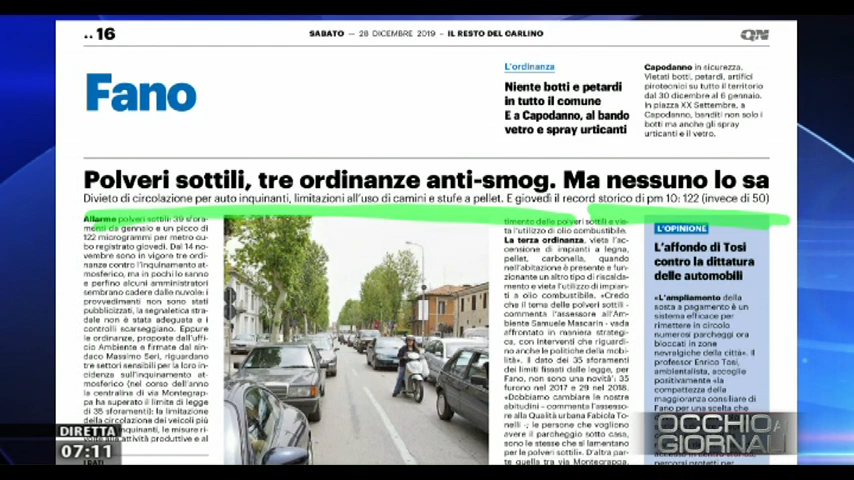 .. 16
SABATO — 28 DICEMBRE 2019 – IL RESTO DEL CARLINO
QN
Fano
L'ordinanza
Niente botti e petardi
in tutto il comune
E a Capodanno, al bando
vetro e spray urticanti
Capodanno in sicurezza.
Vietati botti, petardi, artifici
pirotecnici su tutto il territorio
dal 30 dicembre al 6 gennaio.
In piazza XX Settembre, a
Capodanno, banditi non solo i
botti ma anche gli spray
urticanti e il vetro.
Polveri sottili, tre ordinanze anti-smog. Ma nessuno lo sa
Divieto di circolazione per auto inquinanti, limitazioni all'uso di camini e stufe a pellet. E giovedì il record storico di pm 10: 122 (invece di 50)
Allarme polveri sottili: 39 sfora-
menti da gennaio e un picco di
122 microgrammi per metro cu-
bo registrato giovedì. Dal 14 no-
vembre sono in vigore tre ordi-
nanze contro l'inquinamento at-
mosferico, ma in pochi lo sanno
e perfino alcuni amministratori
sembrano cadere dalle nuvole: i
provvedimenti non sono stati
pubblicizzati, la segnaletica stra-
dale non è stata adeguata e i
controlli scarseggiano. Eppure
le ordinanze, proposte dall'uffi-
cio Ambiente e firmate dal sin-
daco Massimo Seri, riguardano
tre settori sensibili per la loro in-
cidenza sull'inquinamento at-
mosferico (nel corso dell'anno
la centralina di via Montegrap-
pa ha superato il limite di legge
di 35 sforamenti): la limitazione
della circolazione dei veicoli più
inquinanti, le misure ri-
attività produttive e al
timento delle polveri sottili e vie-
ta l'utilizzo di olio combustibile.
La terza ordinanza, vieta l'ac-
censione di impianti a legna,
pellet, carbonella, quando
nell'abitazione è presente e fun-
zionante un altro tipo di riscalda-
mento e vieta l'utilizzo di impian-
ti a olio combustibile. «Credo
che il tema delle polveri sottili -
commenta l'assessore all'Am-
biente Samuele Mascarin - vada
affrontato in maniera strategi-
ca, con interventi che riguardi-
no anche le politiche della mobi-
lità». Il dato dei 35 sforamenti
dei limiti fissati dalle legge, per
Fano, non sono una novita': 35
furono nel 2017 e 29 nel 2018.
«Dobbiamo cambiare le nostre
abitudini – commenta l'assesso-
re alla Qualità urbana Fabiola To-
nelli -, le persone che vogliono
avere il parcheggio sotto casa,
sono le stesse che si lamentano
per le polveri sottili». D'altra par-
te quella tra via Montegrappa,
L'OPINIONE
L'affondo di Tosi
contro la dittatura
delle automobili
«L'ampliamento della
sosta a pagamento è un
sistema efficace per
rimettere in circolo
numerosi parcheggi ora
bloccati in zone
nevralgiche della città». Il
professor Enrico Tosi,
ambientalista, accoglie
positivamente «la
compattezza della
maggioranza consiliare di
Fano per una scelta che
DIRETTA
07:11
OCCHIO AI
GIORNALI